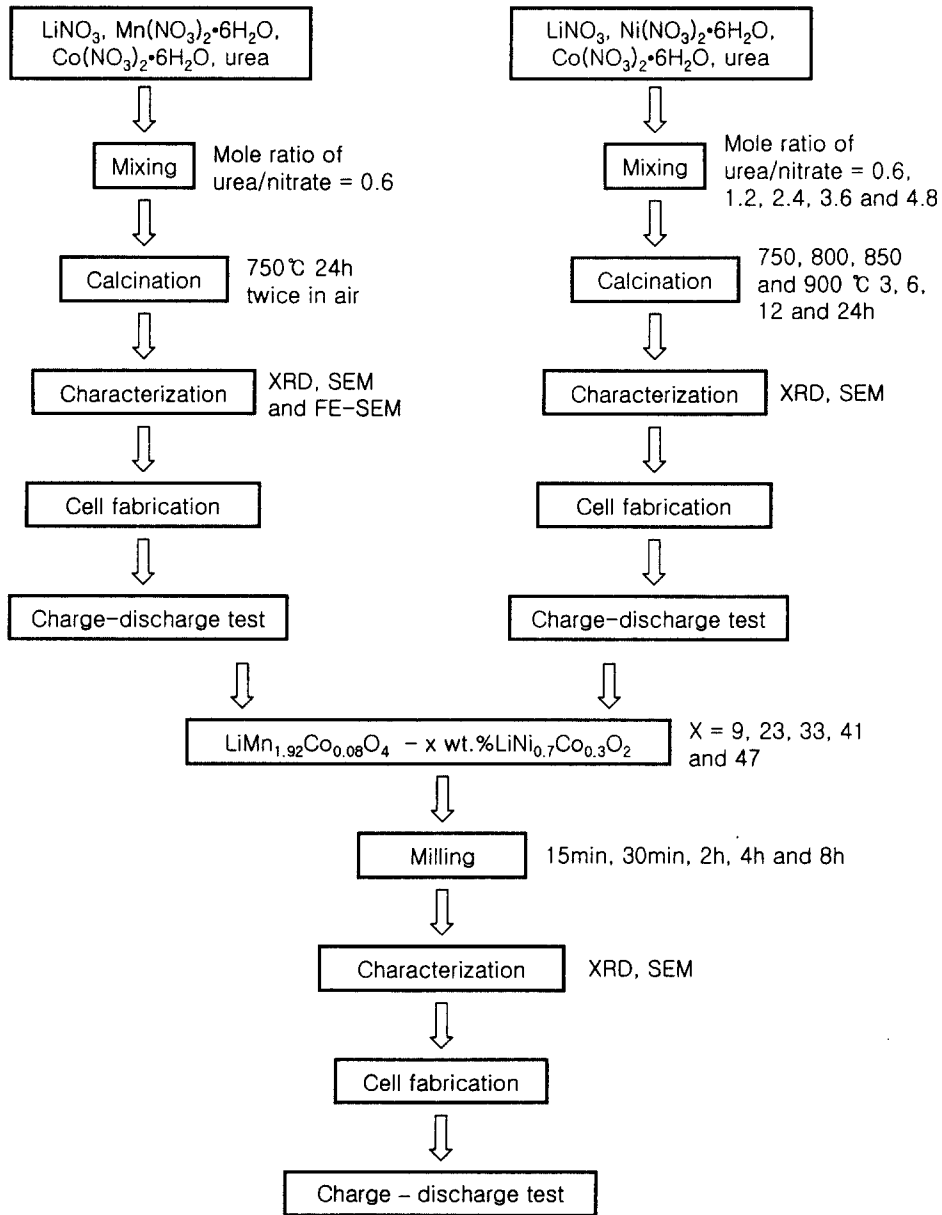 LiNO₃, Mn(NO₃)₂•6H₂O,
Co(NO₃)₂•6H₂O, urea
Mixing
Mole ratio of
urea/nitrate = 0.6
Calcination
750℃ 24h
twice in air
Characterization
XRD, SEM
and FE-SEM
Cell fabrication
Charge-discharge test
LiNO₃, Ni(NO₃)₂•6H₂O,
Co(NO₃)₂•6H₂O, urea
Mixing
Mole ratio of
urea/nitrate = 0.6,
1.2, 2.4, 3.6 and 4.8
Calcination
750, 800, 850
and 900 ℃ 3, 6,
12 and 24h
Characterization
XRD, SEM
Cell fabrication
Charge-discharge test
LiMn₁.₉₂Co₀.₀₈O₄ – x wt.%LiNi₀.₇Co₀.₃O₂
X = 9, 23, 33, 41
and 47
Milling
15min, 30min, 2h, 4h and 8h
Characterization
XRD, SEM
Cell fabrication
Charge – discharge test